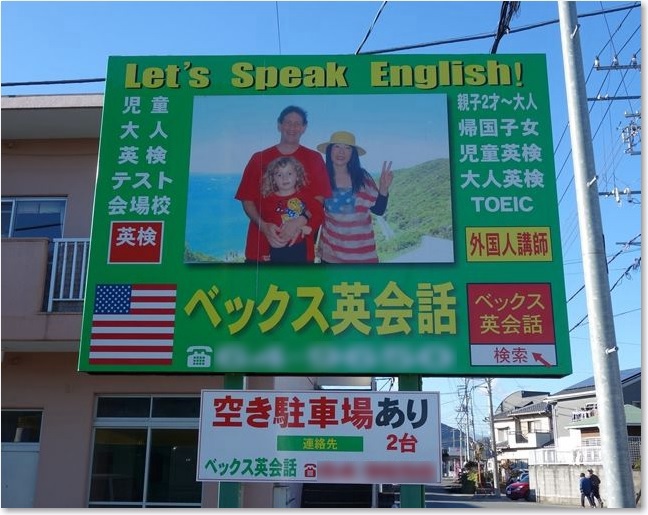 Let's Speak English!
児童
大人
英検
テスト
会場校
英検
親子2才～大人
帰国子女
児童英検
大人英検
TOEIC
外国人講師
ベックス英会話
ベックス
英会話
検索
空き駐車場あり
連絡先
2台
ベックス英会話